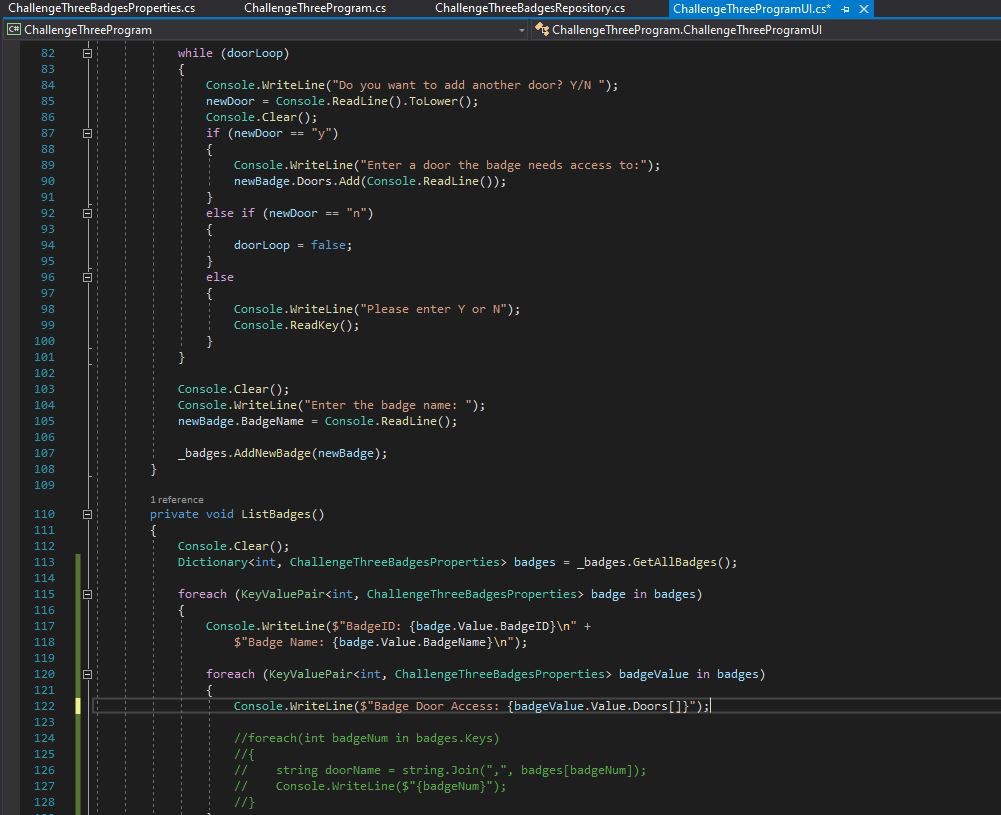 ChallengeThreeBadgesProperties.cs ChallengeThreeProgram.cs ChallengeThreeBadgesRepository.cs ChallengeThreeProgramUI.cs*
C# ChallengeThreeProgram ChallengeThreeProgram.ChallengeThreeProgramUI
82 while (doorLoop)
83 {
84 Console.WriteLine("Do you want to add another door? Y/N ");
85 newDoor = Console.ReadLine().ToLower();
86 Console.Clear();
87 if (newDoor == "y")
88 {
89 Console.WriteLine("Enter a door the badge needs access to:");
90 newBadge.Doors.Add(Console.ReadLine());
91 }
92 else if (newDoor == "n")
93 {
94 doorLoop = false;
95 }
96 else
97 {
98 Console.WriteLine("Please enter Y or N");
99 Console.ReadKey();
100 }
101 }
102
103 Console.Clear();
104 Console.WriteLine("Enter the badge name: ");
105 newBadge.BadgeName = Console.ReadLine();
106
107 _badges.AddNewBadge(newBadge);
108 }
109
1 reference
110 private void ListBadges()
111 {
112 Console.Clear();
113 Dictionary<int, ChallengeThreeBadgesProperties> badges = _badges.GetAllBadges();
114
115 foreach (KeyValuePair<int, ChallengeThreeBadgesProperties> badge in badges)
116 {
117 Console.WriteLine($"BadgeID: {badge.Value.BadgeID}\n" +
118 $"Badge Name: {badge.Value.BadgeName}\n");
119
120 foreach (KeyValuePair<int, ChallengeThreeBadgesProperties> badgeValue in badges)
121 {
122 Console.WriteLine($"Badge Door Access: {badgeValue.Value.Doors[]}");
123
124 //foreach(int badgeNum in badges.Keys)
125 //{
126 // string doorName = string.Join(",", badges[badgeNum]);
127 // Console.WriteLine($"{badgeNum}");
128 //}